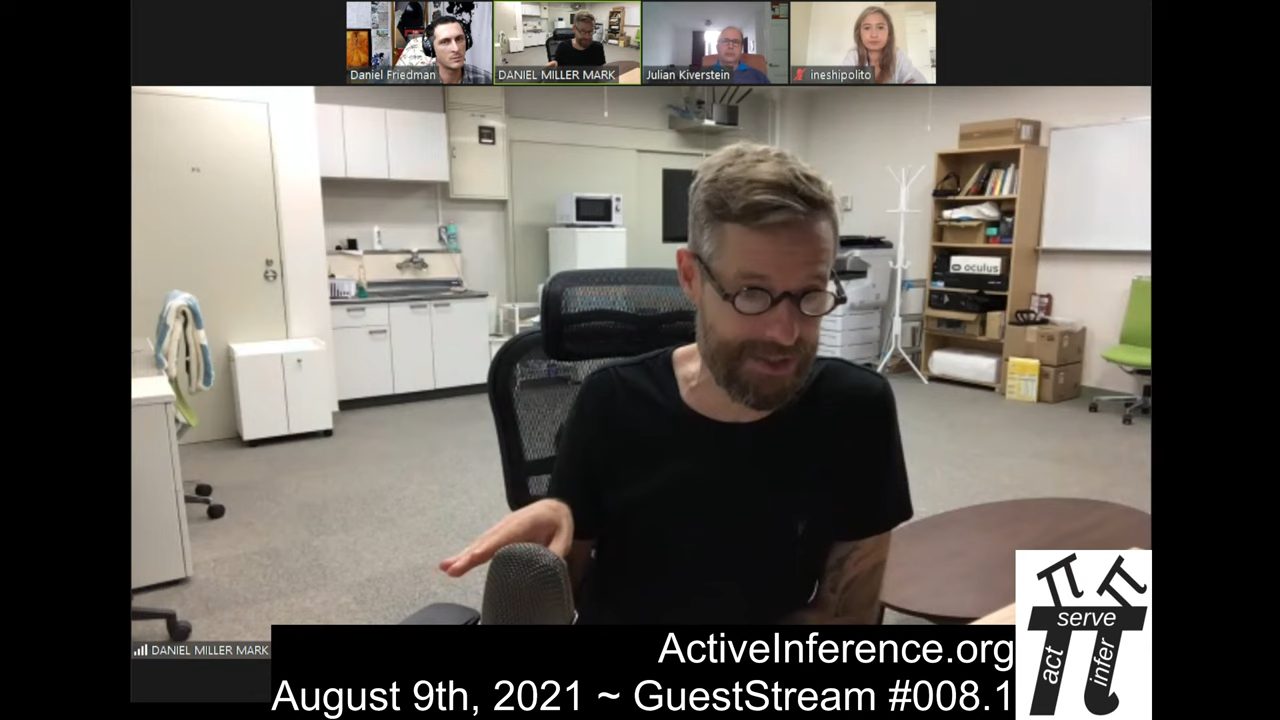 Daniel Friedman
DANIEL MILLER MARK
Julian Kiverstein
ineshipolito
oculus
DANIEL MILLER MARK
ActiveInference.org
August 9th, 2021 ~ GuestStream #008.1
serve
act
infer